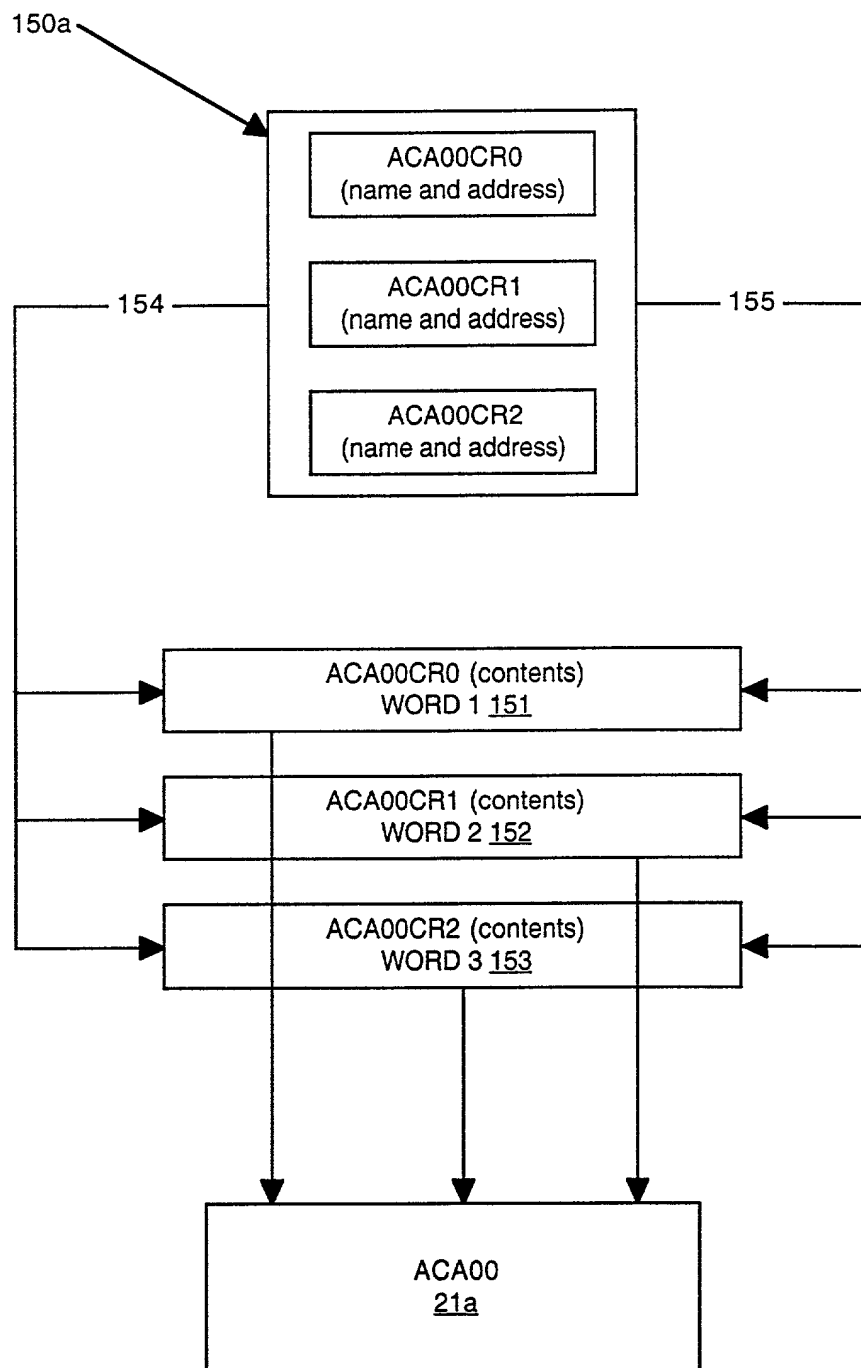 150a
ACA00CR0
(name and address)
ACA00CR1
(name and address)
154
155
ACA00CR2
(name and address)
ACA00CR0 (contents)
WORD 1 151
ACA00CR1 (contents)
WORD 2 152
ACA00CR2 (contents)
WORD 3 153
ACA00
21a